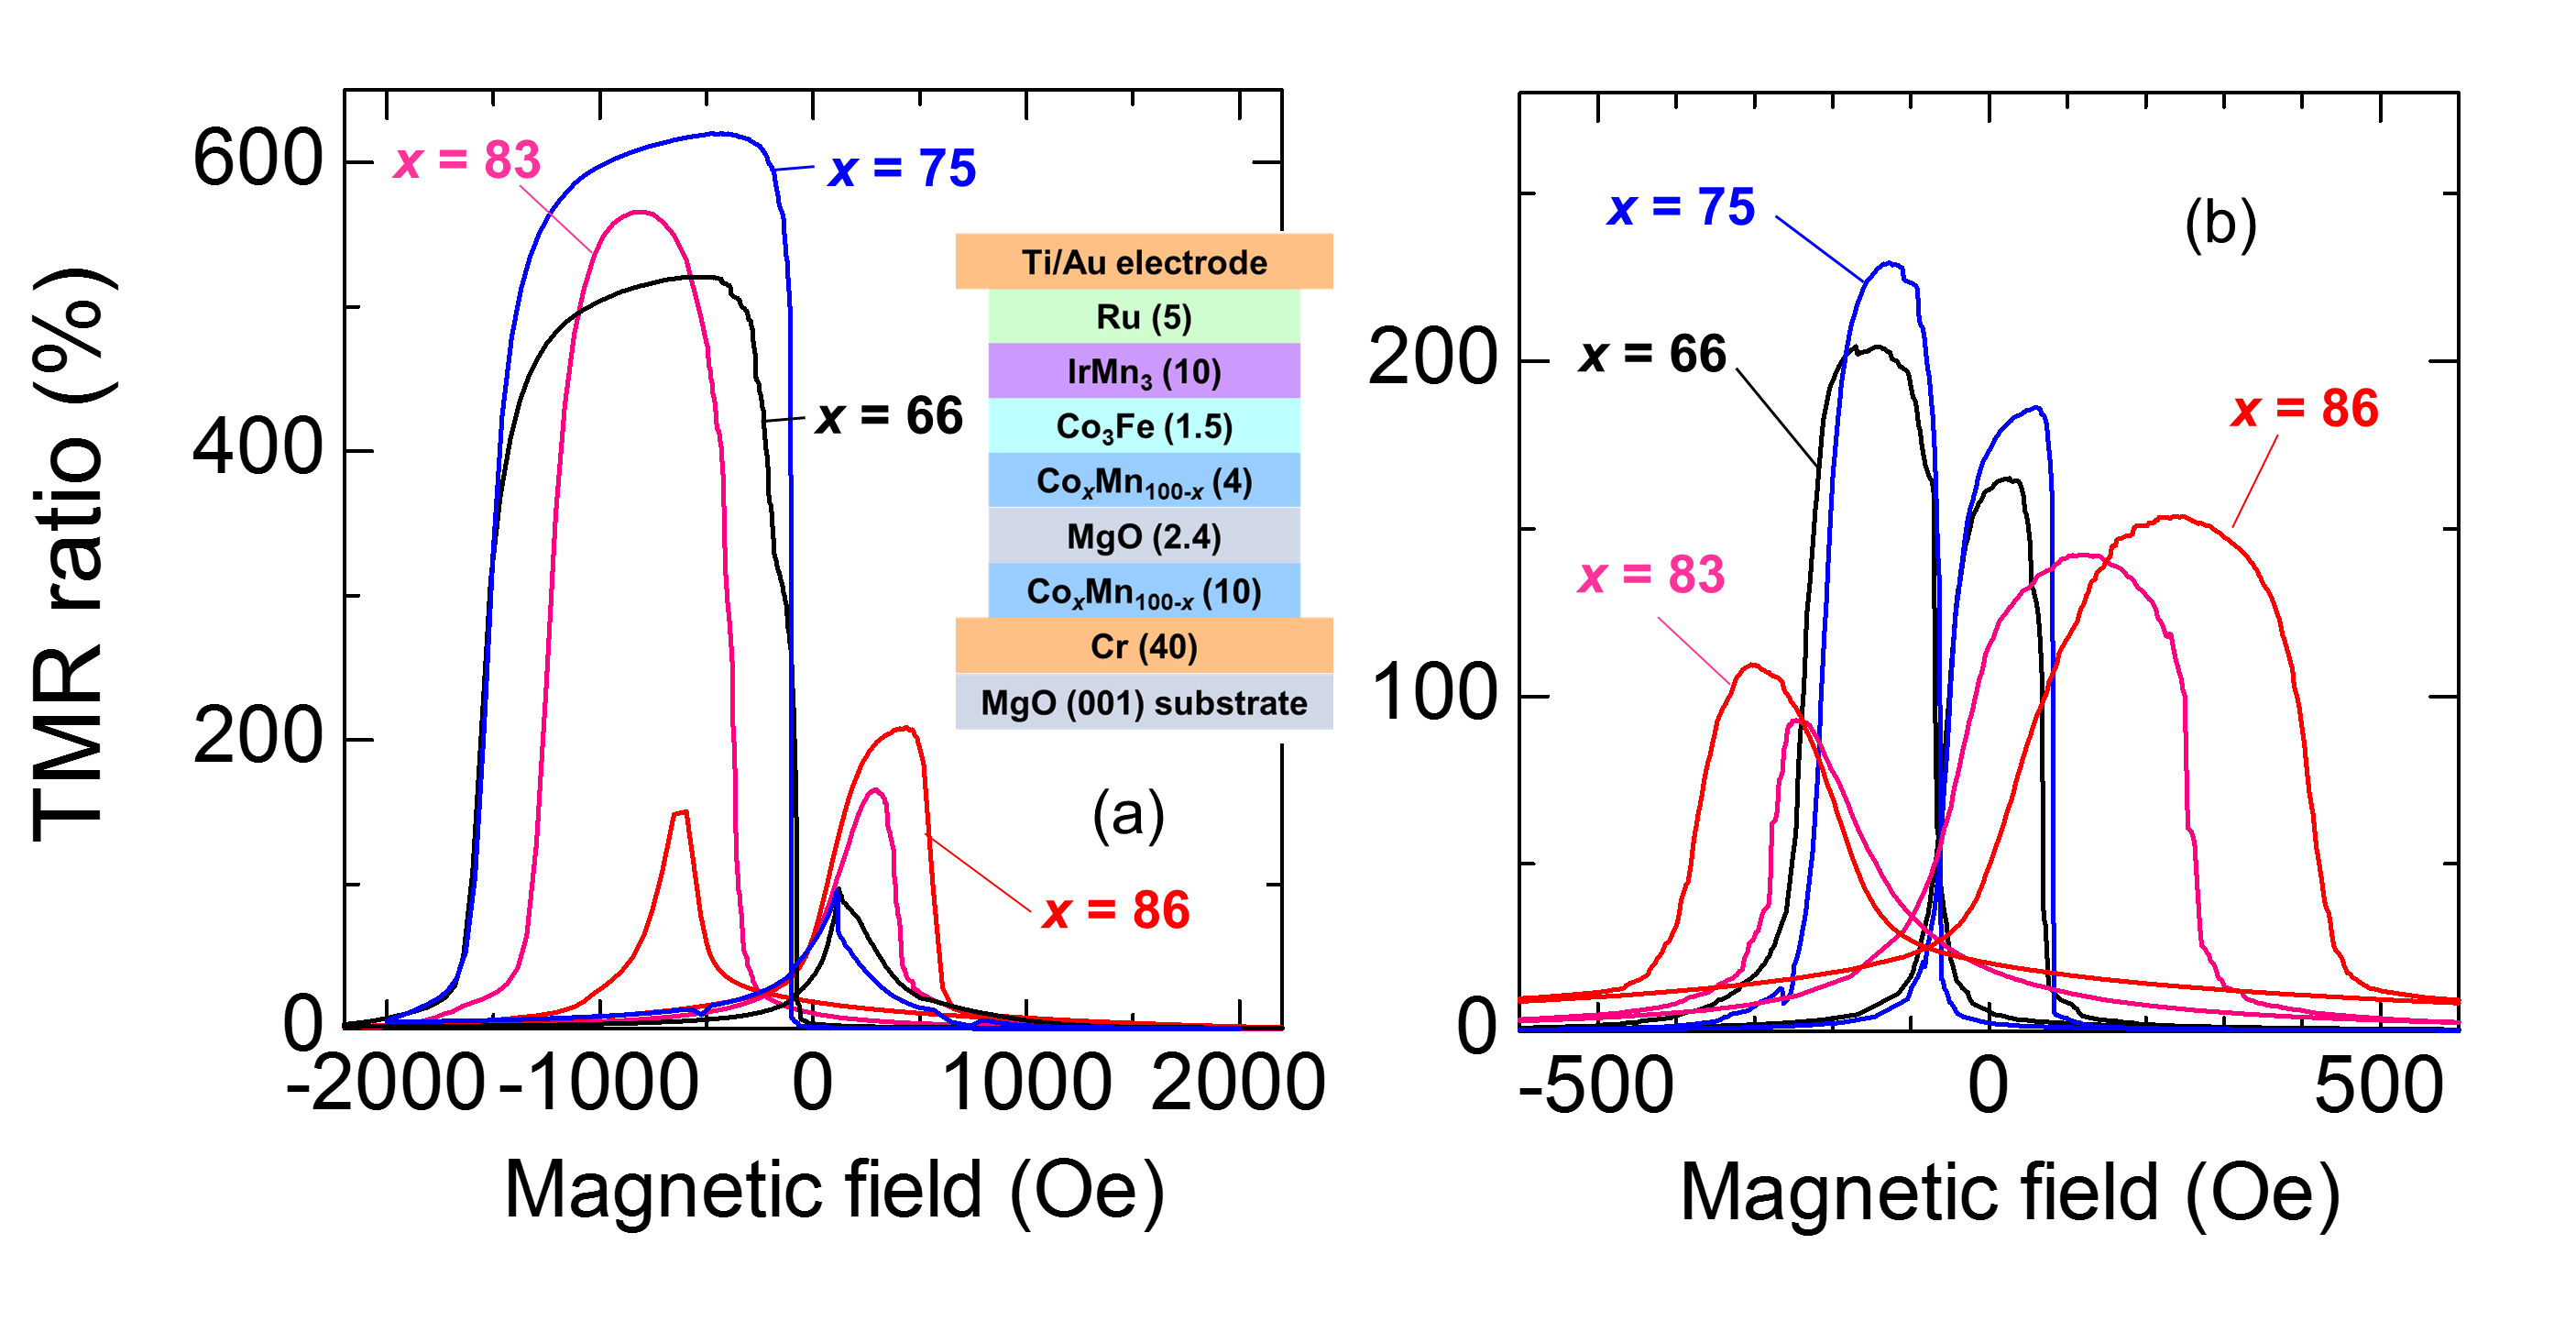 TMR ratio (%)
600
400
200
0
-2000 -1000 0 1000 2000
Magnetic field (Oe)
x = 83
x = 75
x = 66
x = 86
(a)
Ti/Au electrode
Ru (5)
IrMn3 (10)
Co3Fe (1.5)
CoxMn100-x (4)
MgO (2.4)
CoxMn100-x (10)
Cr (40)
MgO (001) substrate
200
100
0
-500 0 500
Magnetic field (Oe)
x = 75
x = 66
x = 83
x = 86
(b)